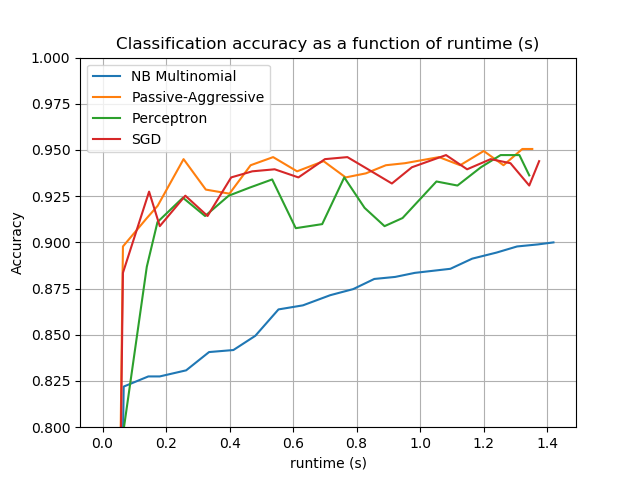 Classification accuracy as a function of runtime (s)
NB Multinomial
Passive-Aggressive
Perceptron
SGD
Accuracy
1.000
0.975
0.950
0.925
0.900
0.875
0.850
0.825
0.800
0.0 0.2 0.4 0.6 0.8 1.0 1.2 1.4
runtime (s)